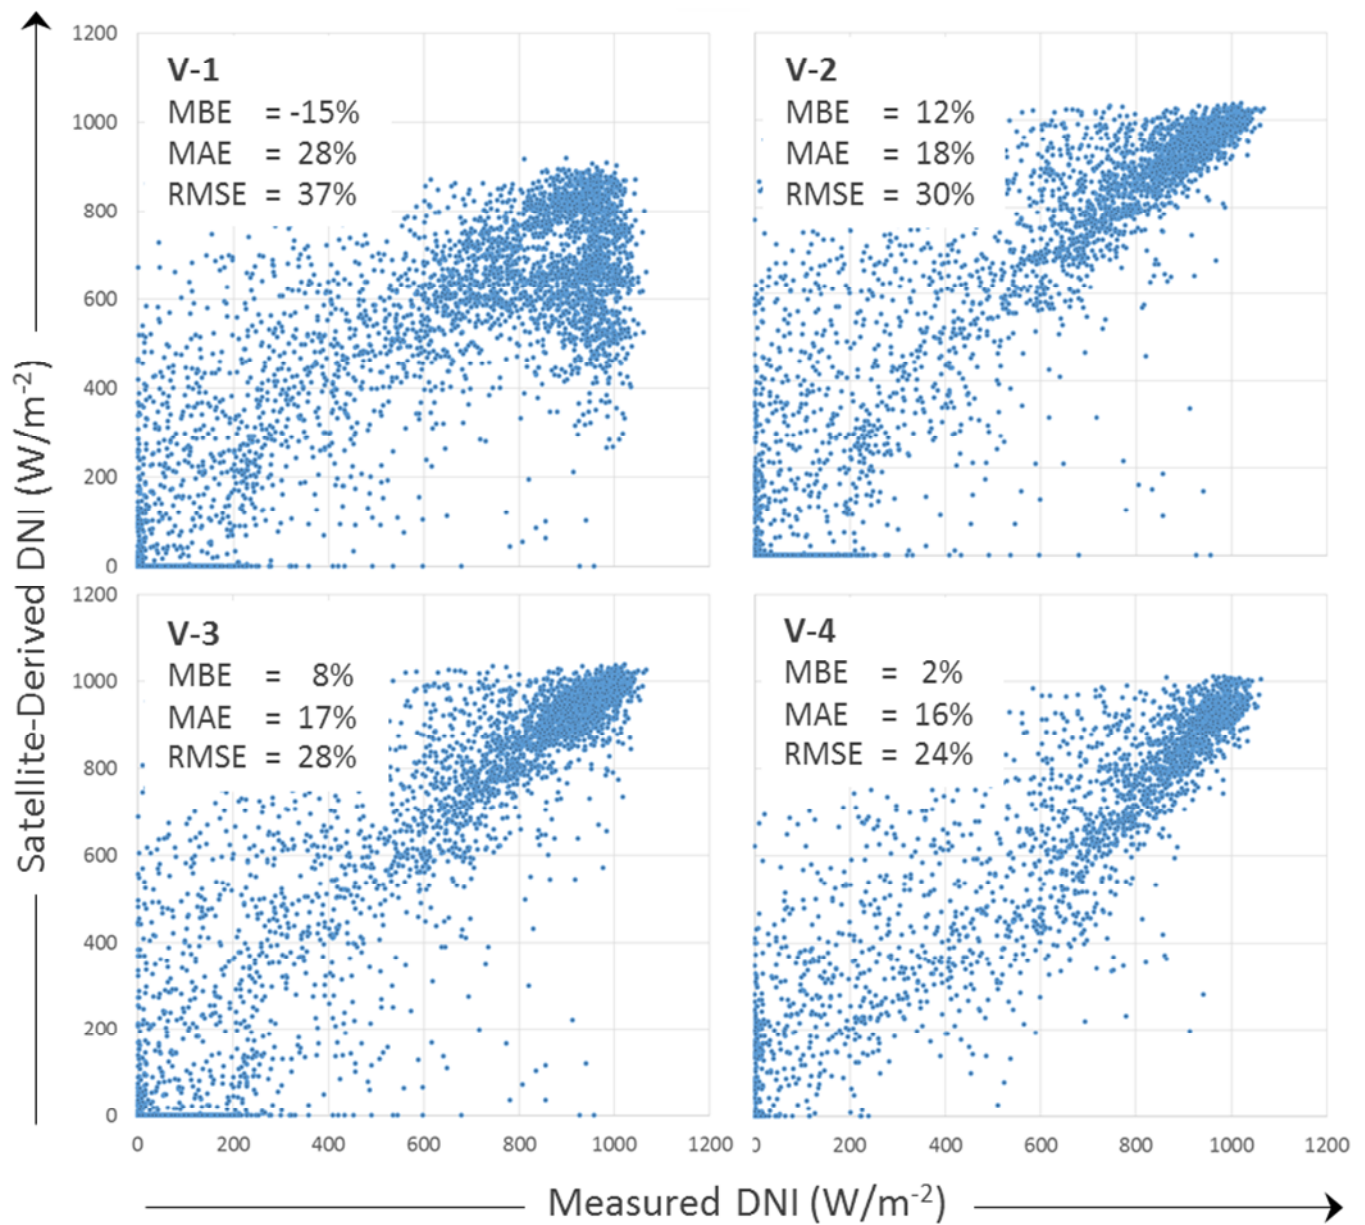 1200
1000
800
600
400
200
0
V-1
MBE = -15%
MAE = 28%
RMSE = 37%
V-2
MBE = 12%
MAE = 18%
RMSE = 30%
1200
1000
800
600
400
200
0
V-3
MBE = 8%
MAE = 17%
RMSE = 28%
V-4
MBE = 2%
MAE = 16%
RMSE = 24%
0 200 400 600 800 1000 1200
0 200 400 600 800 1000 1200
Satellite-Derived DNI (W/m-2)
Measured DNI (W/m-2)